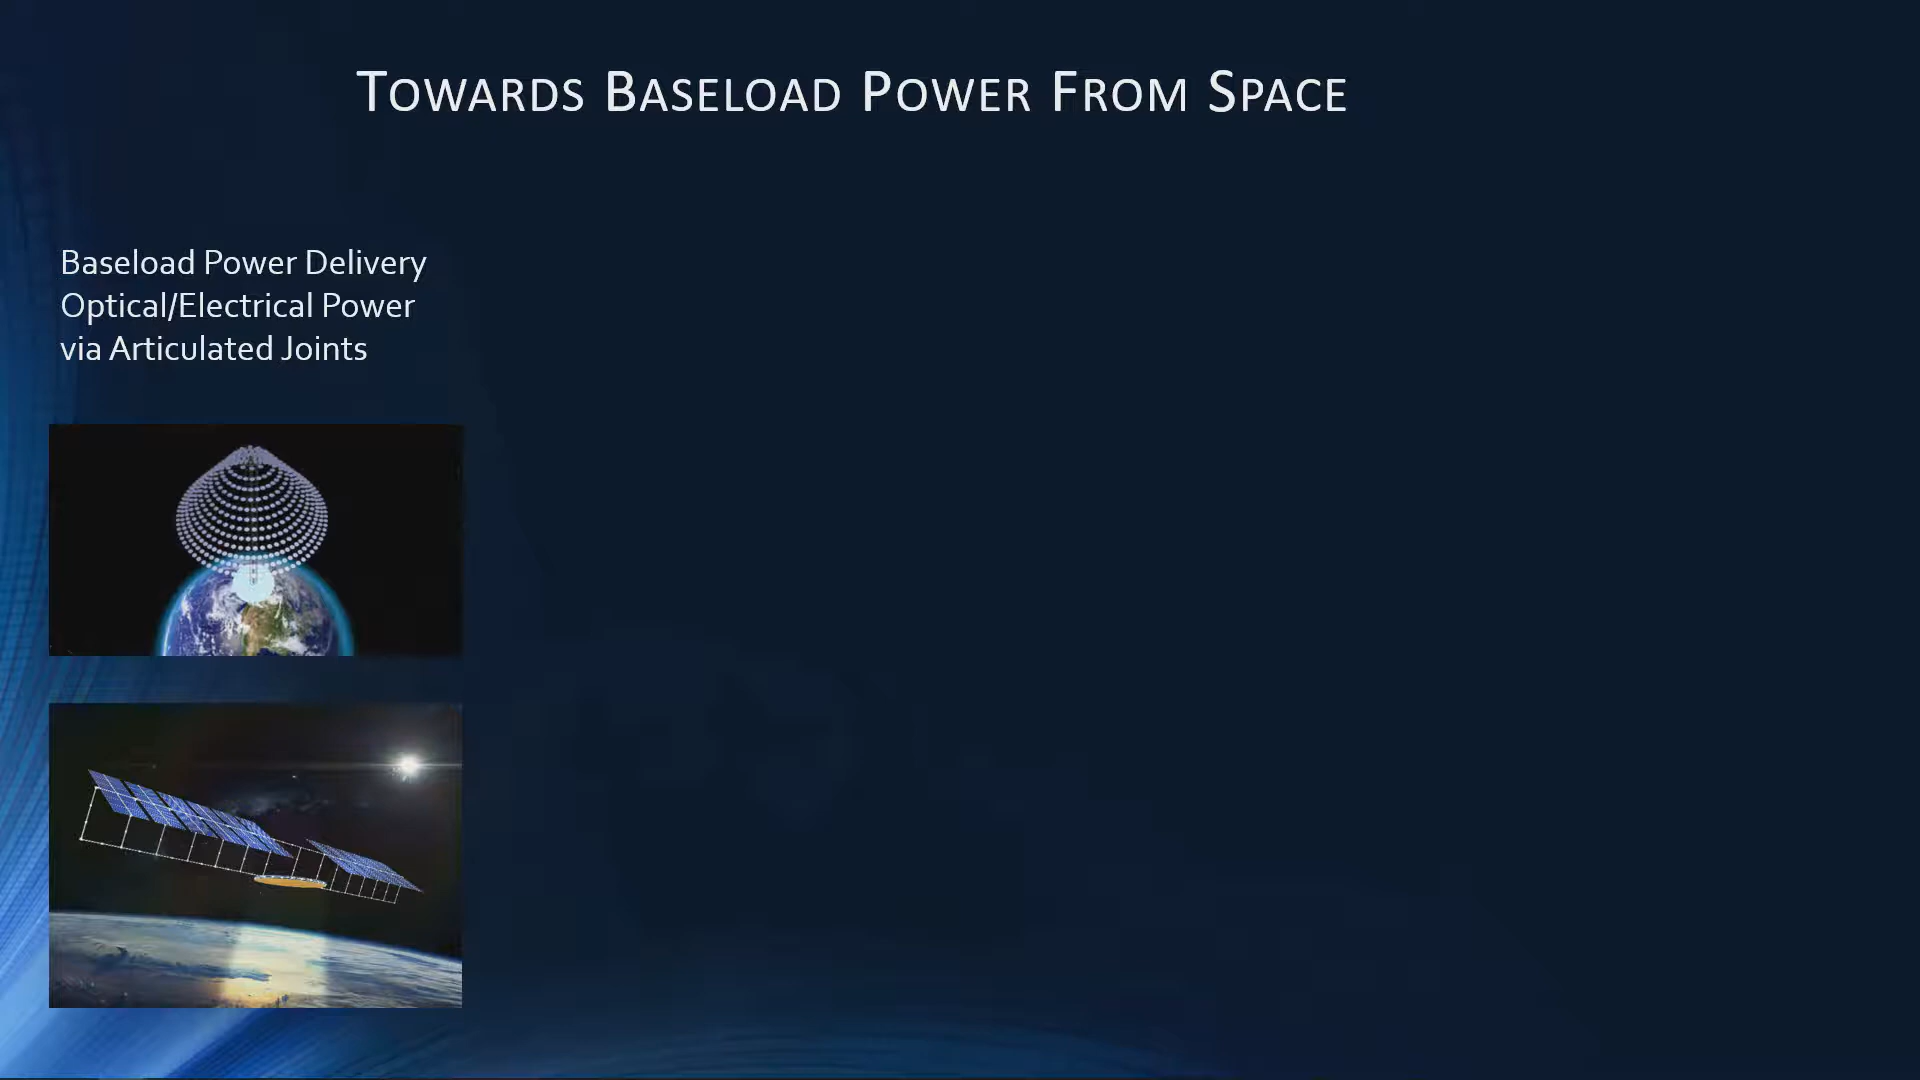 Towards Baseload Power From Space
Baseload Power Delivery
Optical/Electrical Power
via Articulated Joints